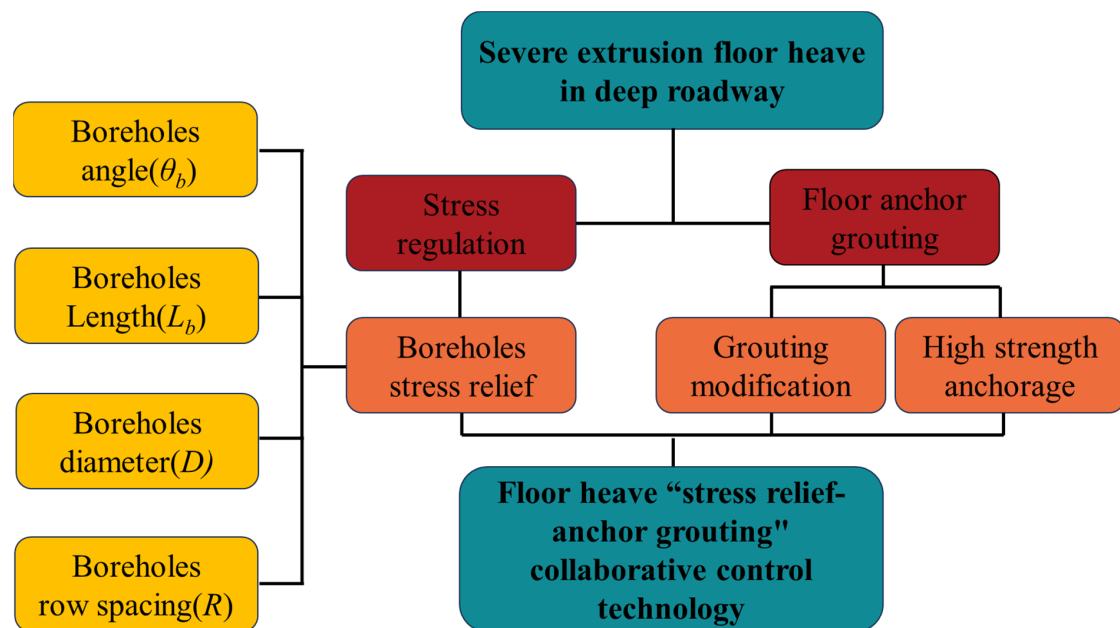 Severe extrusion floor heave
in deep roadway
Boreholes
angle(θ_b)
Stress
regulation
Floor anchor
grouting
Boreholes
Length(L_b)
Boreholes
stress relief
Grouting
modification
High strength
anchorage
Boreholes
diameter(D)
Floor heave “stress relief-
anchor grouting"
collaborative control
technology
Boreholes
row spacing(R)